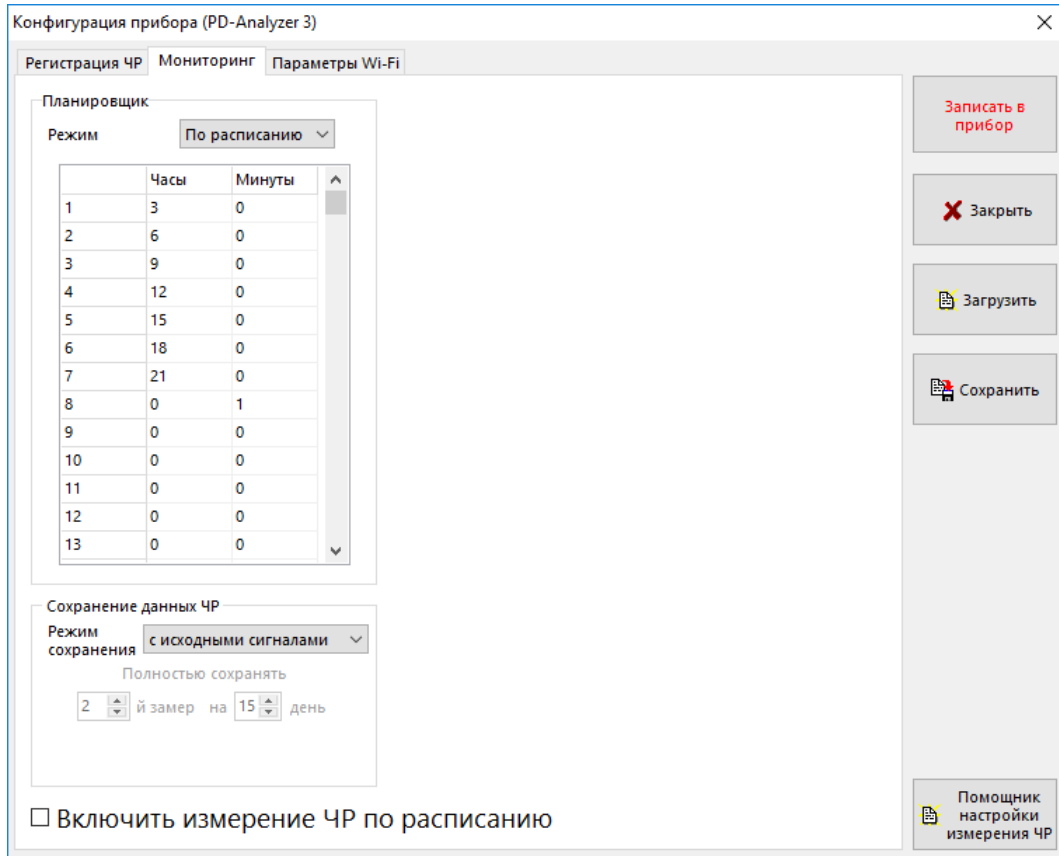 Конфигурация прибора (PD-Analyzer 3)
Регистрация ЧР Мониторинг Параметры Wi-Fi
Планировщик
Режим По расписанию
Часы Минуты
1 3 0
2 6 0
3 9 0
4 12 0
5 15 0
6 18 0
7 21 0
8 0 1
9 0 0
10 0 0
11 0 0
12 0 0
13 0 0
Сохранение данных ЧР
Режим
сохранения с исходными сигналами
Полностью сохранять
2 й замер на 15 день
Включить измерение ЧР по расписанию
Записать в
прибор
Закрыть
Загрузить
Сохранить
Помощник
настройки
измерения ЧР